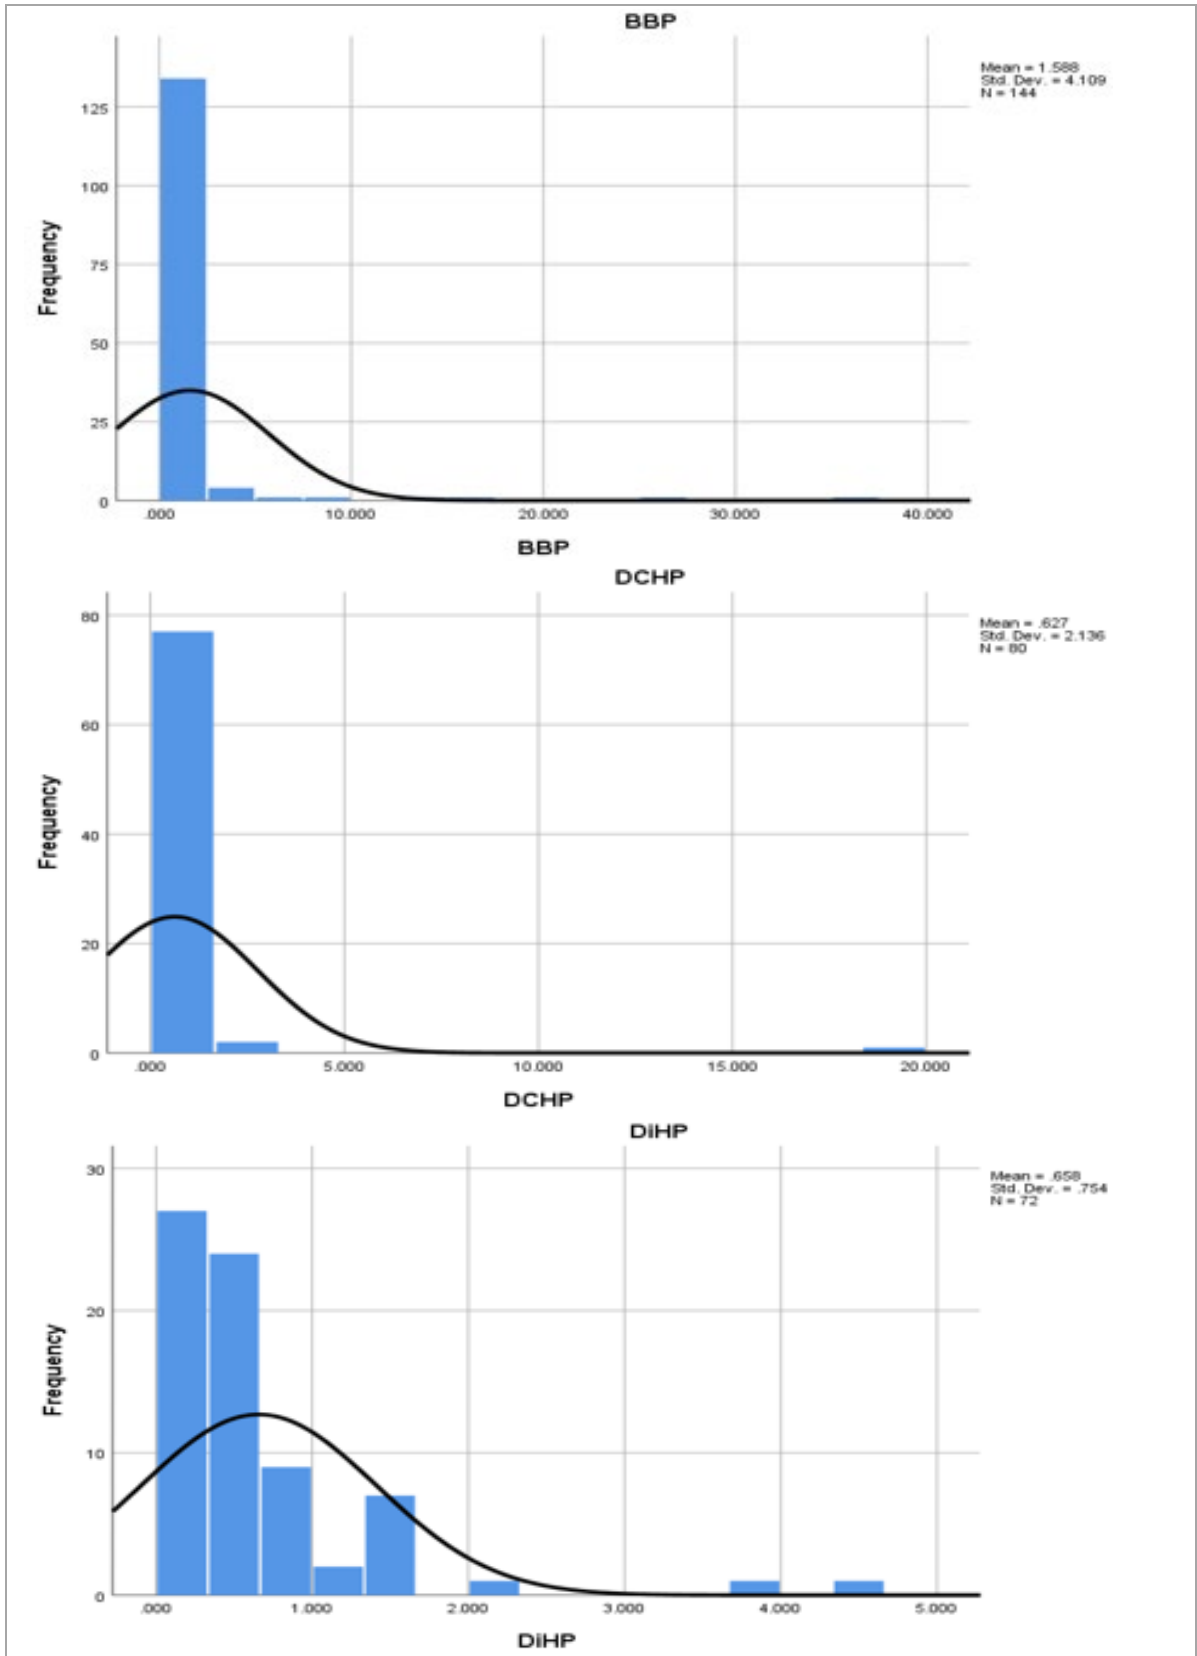 BBP
Mean = 1.588
Std. Dev. = 4.109
N = 144
Frequency
125
100
75
50
25
0
.000 10.000 20.000 30.000 40.000
BBP
DCHP
Mean = .627
Std. Dev. = 2.136
N = 80
Frequency
80
60
40
20
0
.000 5.000 10.000 15.000 20.000
DCHP
DiHP
Mean = .658
Std. Dev. = .754
N = 72
Frequency
30
20
10
0
.000 1.000 2.000 3.000 4.000 5.000
DiHP